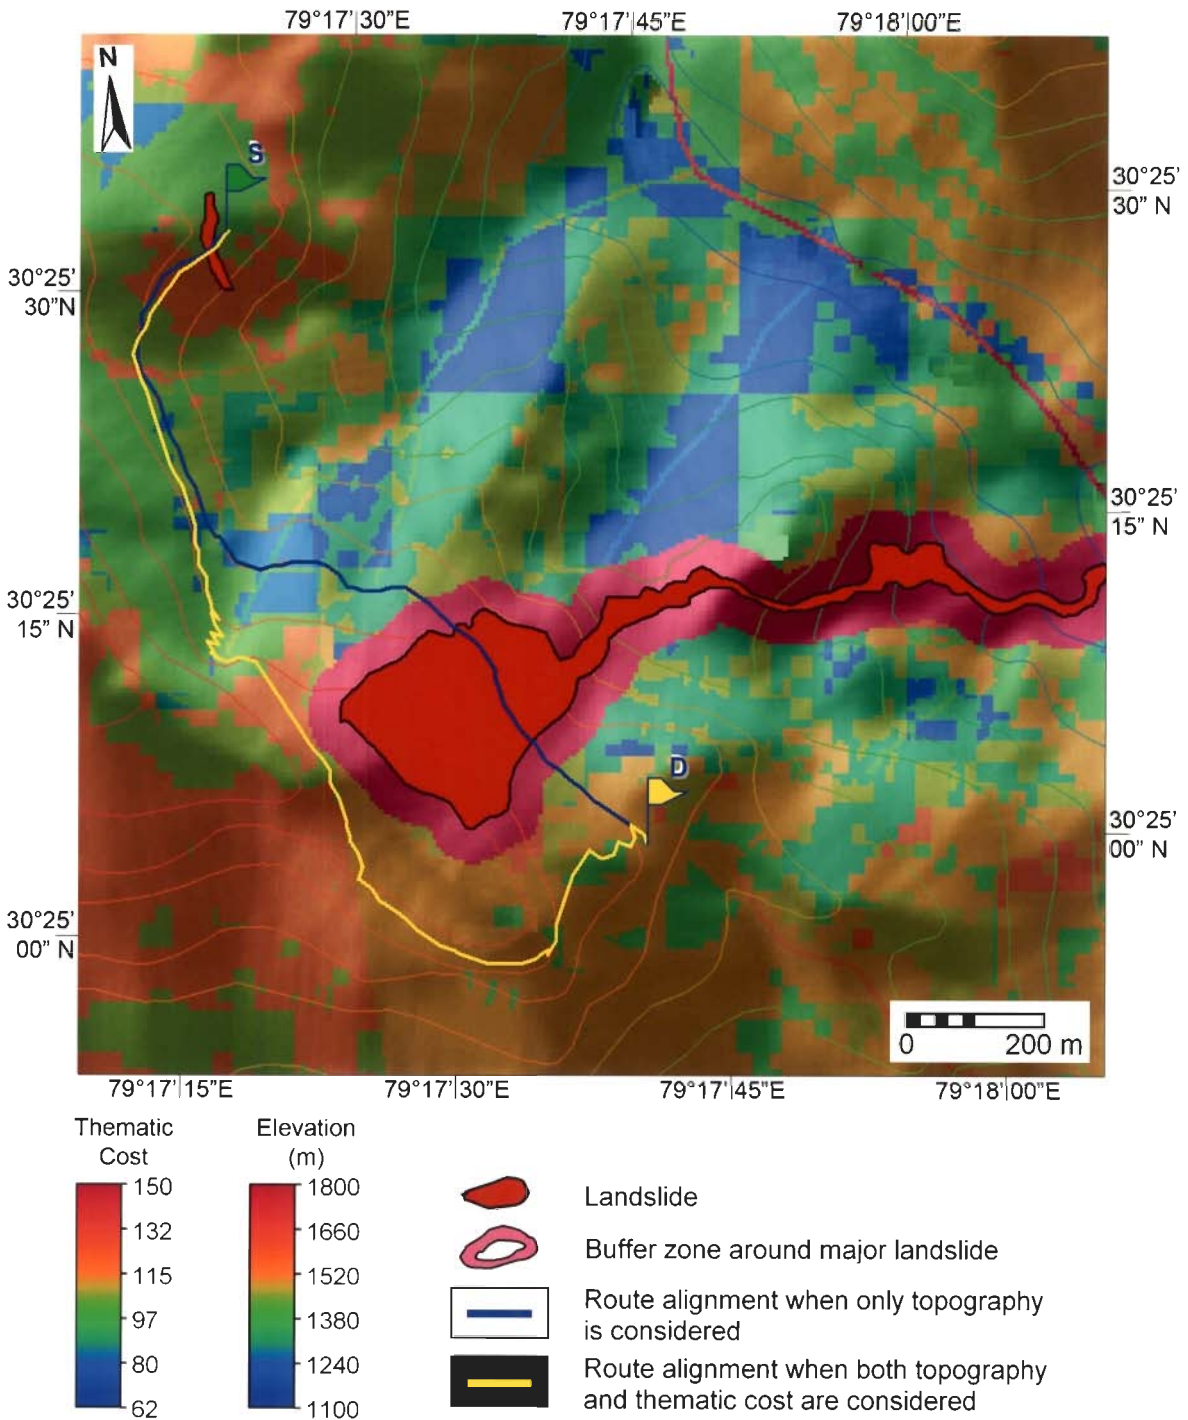 79°17'30"E 79°17'45"E 79°18'00"E
N
S
30°25'
30" N
30°25'
30"N
30°25'
15" N
30°25'
15" N
D
30°25'
00" N
30°25'
00" N
0 200 m
79°17'15"E 79°17'30"E 79°17'45"E 79°18'00"E
Thematic
Cost
150
132
115
97
80
62
Elevation
(m)
1800
1660
1520
1380
1240
1100
Landslide
Buffer zone around major landslide
Route alignment when only topography
is considered
Route alignment when both topography
and thematic cost are considered